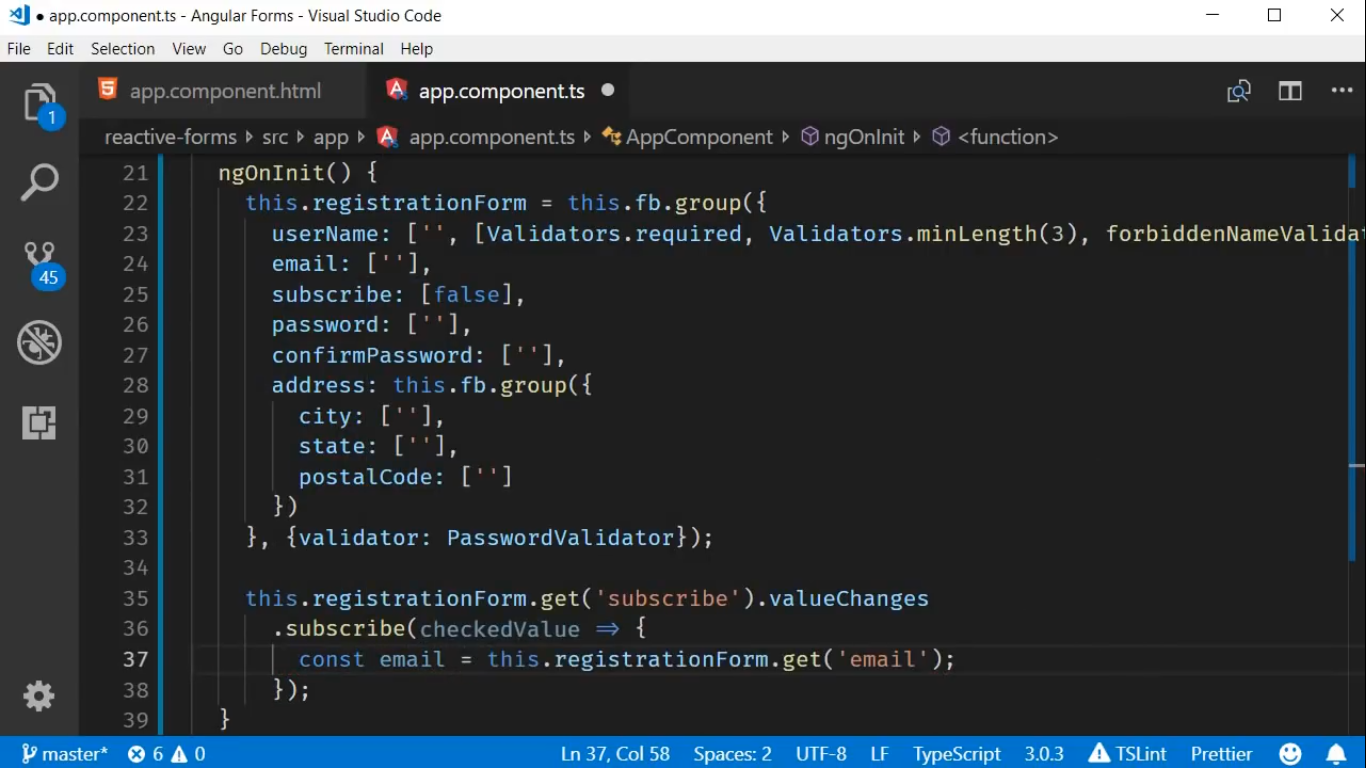 ● app.component.ts - Angular Forms - Visual Studio Code
File Edit Selection View Go Debug Terminal Help
app.component.html app.component.ts
reactive-forms src app app.component.ts AppComponent ngOnInit <function>
1
45
21 ngOnInit() {
22 this.registrationForm = this.fb.group({
23 userName: ['', [Validators.required, Validators.minLength(3), forbiddenNameValidat
24 email: [''],
25 subscribe: [false],
26 password: [''],
27 confirmPassword: [''],
28 address: this.fb.group({
29 city: [''],
30 state: [''],
31 postalCode: ['']
32 })
33 }, {validator: PasswordValidator});
34
35 this.registrationForm.get('subscribe').valueChanges
36 .subscribe(checkedValue => {
37 const email = this.registrationForm.get('email');
38 });
39 }
master* 6 0 Ln 37, Col 58 Spaces: 2 UTF-8 LF TypeScript 3.0.3 TSLint Prettier